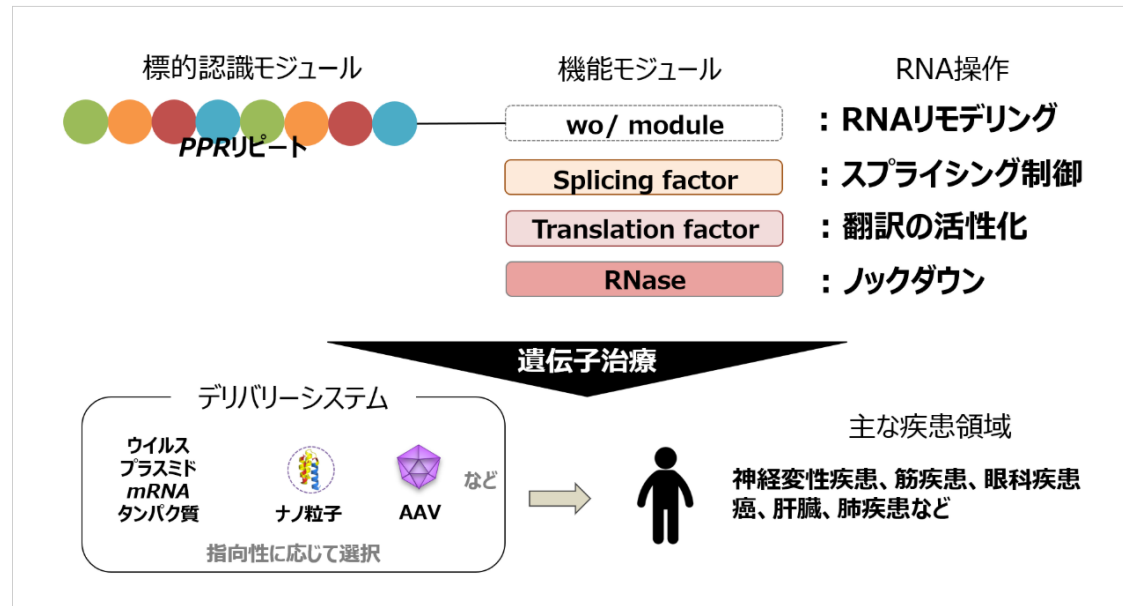 標的認識モジュール
機能モジュール
RNA操作
PPRリピート
wo/ module
：RNAリモデリング
Splicing factor
：スプライシング制御
Translation factor
：翻訳の活性化
RNase
：ノックダウン
遺伝子治療
デリバリーシステム
ウイルス
プラスミド
mRNA
タンパク質
ナノ粒子
AAV
など
指向性に応じて選択
主な疾患領域
神経変性疾患、筋疾患、眼科疾患
癌、肝臓、肺疾患など